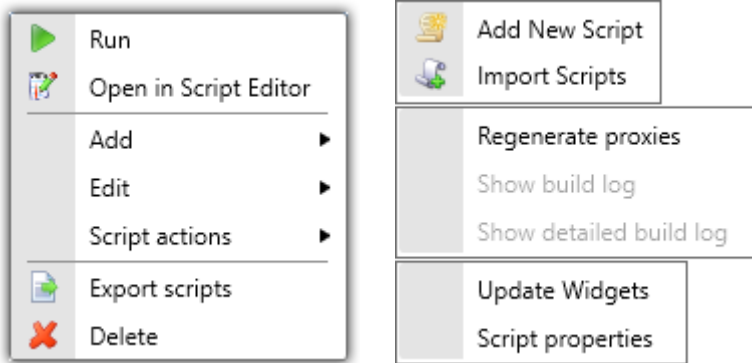 Run
Open in Script Editor
Add
Edit
Script actions
Export scripts
Delete
Add New Script
Import Scripts
Regenerate proxies
Show build log
Show detailed build log
Update Widgets
Script properties